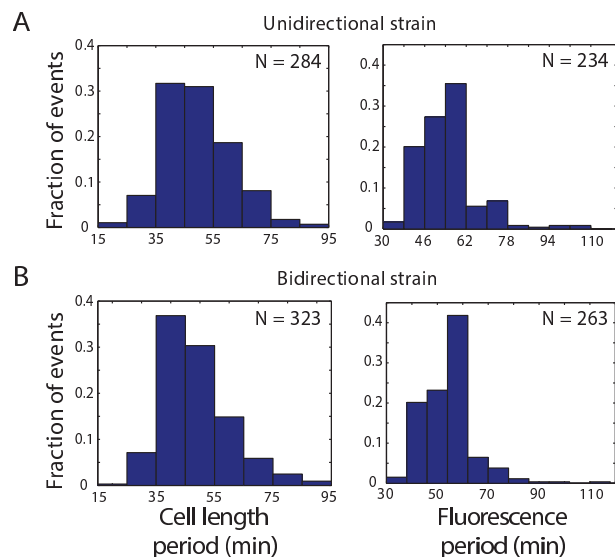 A
Unidirectional strain
Fraction of events
0.4
0.3
0.2
0.1
0
N = 284
15 35 55 75 95
0.4
0.3
0.2
0.1
0
N = 234
30 46 62 78 94 110
B
Bidirectional strain
Fraction of events
0.4
0.3
0.2
0.1
0
N = 323
15 35 55 75 95
Cell length
period (min)
0.4
0.3
0.2
0.1
0
N = 263
30 50 70 90 110
Fluorescence
period (min)